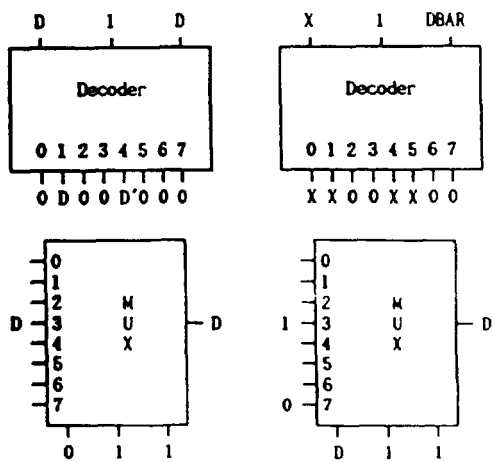 D 1 D
Decoder
0 1 2 3 4 5 6 7
0 D 0 0 D' 0 0 0
X 1 DBAR
Decoder
0 1 2 3 4 5 6 7
X X 0 0 X X 0 0
0
1
2 M
D 3 U D
4 X
5
6
7
0 1 1
0
1
2 M
1 3 U D
4 X
5
6
0 7
D 1 1